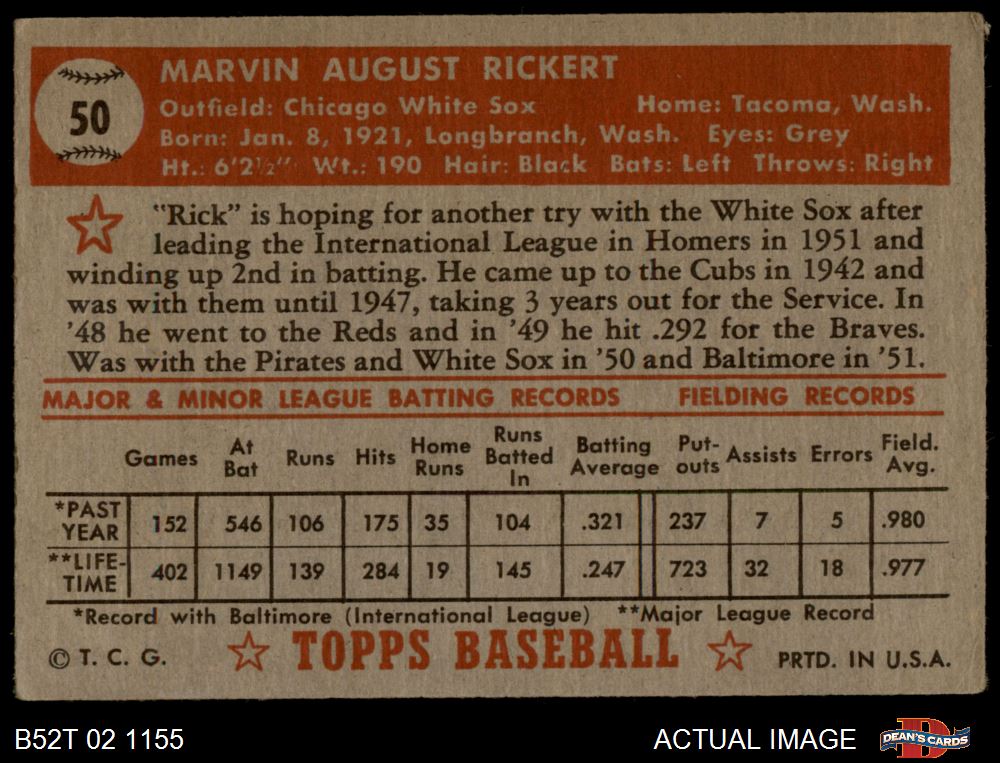 50
MARVIN AUGUST RICKERT
Outfield: Chicago White Sox Home: Tacoma, Wash.
Born: Jan. 8, 1921, Longbranch, Wash. Eyes: Grey
Ht.: 6'2½" Wt.: 190 Hair: Black Bats: Left Throws: Right
"Rick" is hoping for another try with the White Sox after
leading the International League in Homers in 1951 and
winding up 2nd in batting. He came up to the Cubs in 1942 and
was with them until 1947, taking 3 years out for the Service. In
'48 he went to the Reds and in '49 he hit .292 for the Braves.
Was with the Pirates and White Sox in '50 and Baltimore in '51.
MAJOR & MINOR LEAGUE BATTING RECORDS FIELDING RECORDS
Games At Bat Runs Hits Home Runs Runs Batted In Batting Average Put-outs Assists Errors Field. Avg.
*PAST YEAR 152 546 106 175 35 104 .321 237 7 5 .980
**LIFE-TIME 402 1149 139 284 19 145 .247 723 32 18 .977
*Record with Baltimore (International League) **Major League Record
© T. C. G. TOPPS BASEBALL PRTD. IN U.S.A.
B52T 02 1155 ACTUAL IMAGE D DEAN'S CARDS